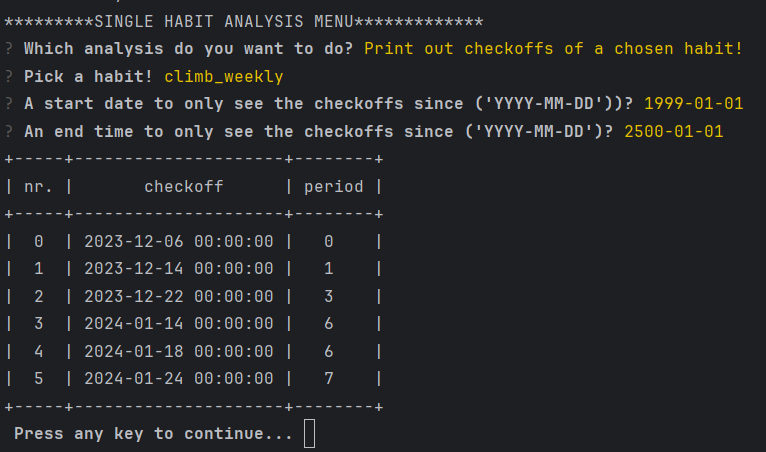 *********SINGLE HABIT ANALYSIS MENU*************
? Which analysis do you want to do? Print out checkoffs of a chosen habit!
? Pick a habit! climb_weekly
? A start date to only see the checkoffs since ('YYYY-MM-DD'))? 1999-01-01
? An end time to only see the checkoffs since ('YYYY-MM-DD')? 2500-01-01
+-----+---------------------+--------+
| nr. |       checkoff      | period |
+-----+---------------------+--------+
|  0  | 2023-12-06 00:00:00 |   0    |
|  1  | 2023-12-14 00:00:00 |   1    |
|  2  | 2023-12-22 00:00:00 |   3    |
|  3  | 2024-01-14 00:00:00 |   6    |
|  4  | 2024-01-18 00:00:00 |   6    |
|  5  | 2024-01-24 00:00:00 |   7    |
+-----+---------------------+--------+
Press any key to continue...